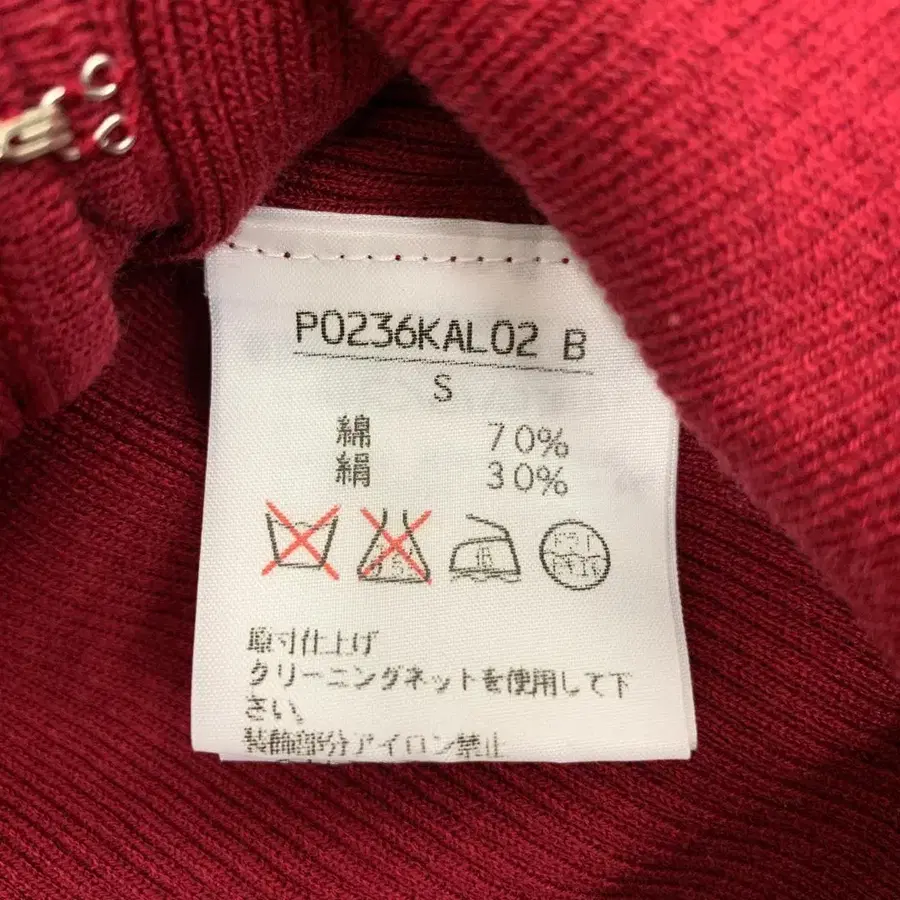 P0236KAL02 B
S
綿 70%
絹 30%
原寸仕上げ
クリーニングネットを使用して下
さい。
装飾部分アイロン禁止